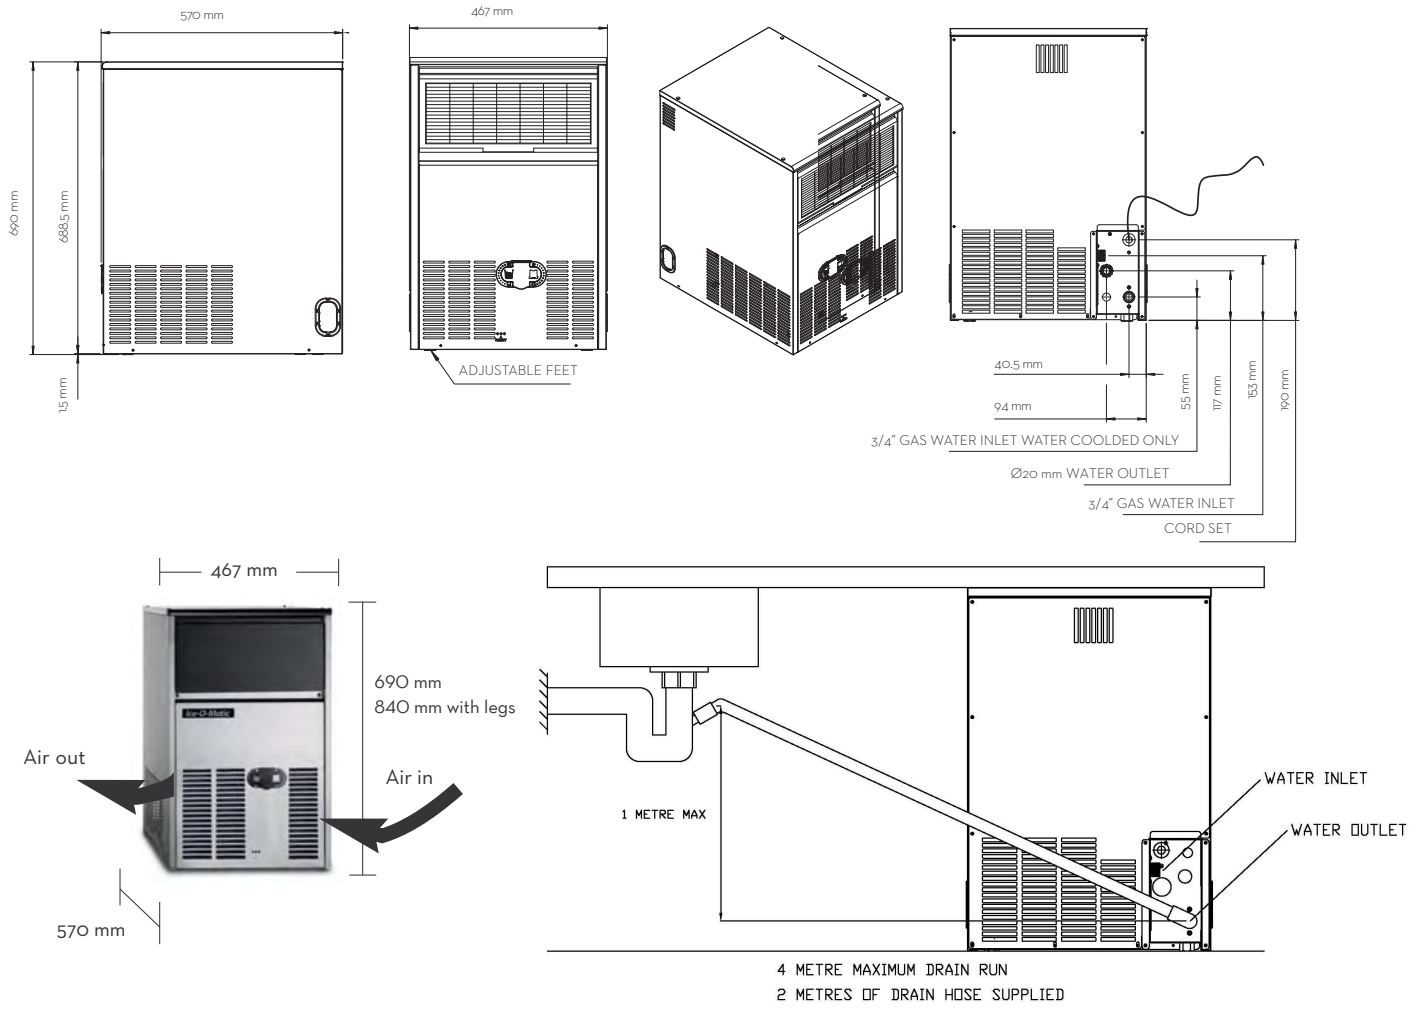 570 mm
467 mm
690 mm
688.5 mm
1.5 mm
ADJUSTABLE FEET
40.5 mm
94 mm
55 mm
117 mm
153 mm
190 mm
3/4" GAS WATER INLET WATER COOLDED ONLY
Ø20 mm WATER OUTLET
3/4" GAS WATER INLET
CORD SET
467 mm
690 mm
840 mm with legs
Ice-O-Matic
Air out
Air in
570 mm
1 METRE MAX
WATER INLET
WATER OUTLET
4 METRE MAXIMUM DRAIN RUN
2 METRES OF DRAIN HOSE SUPPLIED